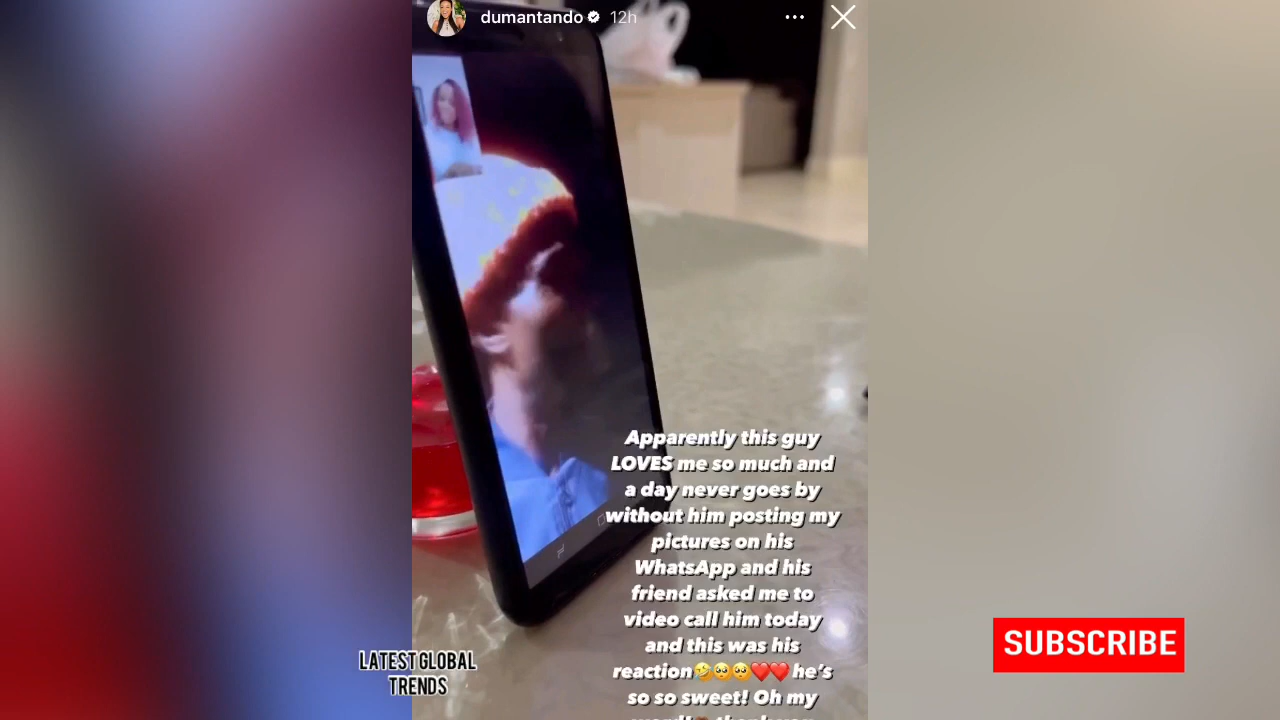 dumantando 12h
Apparently this guy
LOVES me so much and
a day never goes by
without him posting my
pictures on his
WhatsApp and his
friend asked me to
video call him today
and this was his
reaction🤣🥺🥺❤️❤️ he's
so so sweet! Oh my
LATEST GLOBAL
TRENDS
SUBSCRIBE